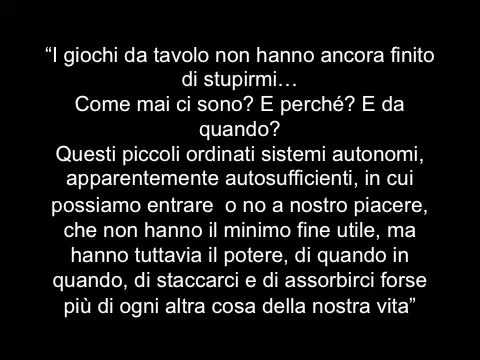 “I giochi da tavolo non hanno ancora finito
di stupirmi…
Come mai ci sono? E perché? E da
quando?
Questi piccoli ordinati sistemi autonomi,
apparentemente autosufficienti, in cui
possiamo entrare  o no a nostro piacere,
che non hanno il minimo fine utile, ma
hanno tuttavia il potere, di quando in
quando, di staccarci e di assorbirci forse
più di ogni altra cosa della nostra vita”